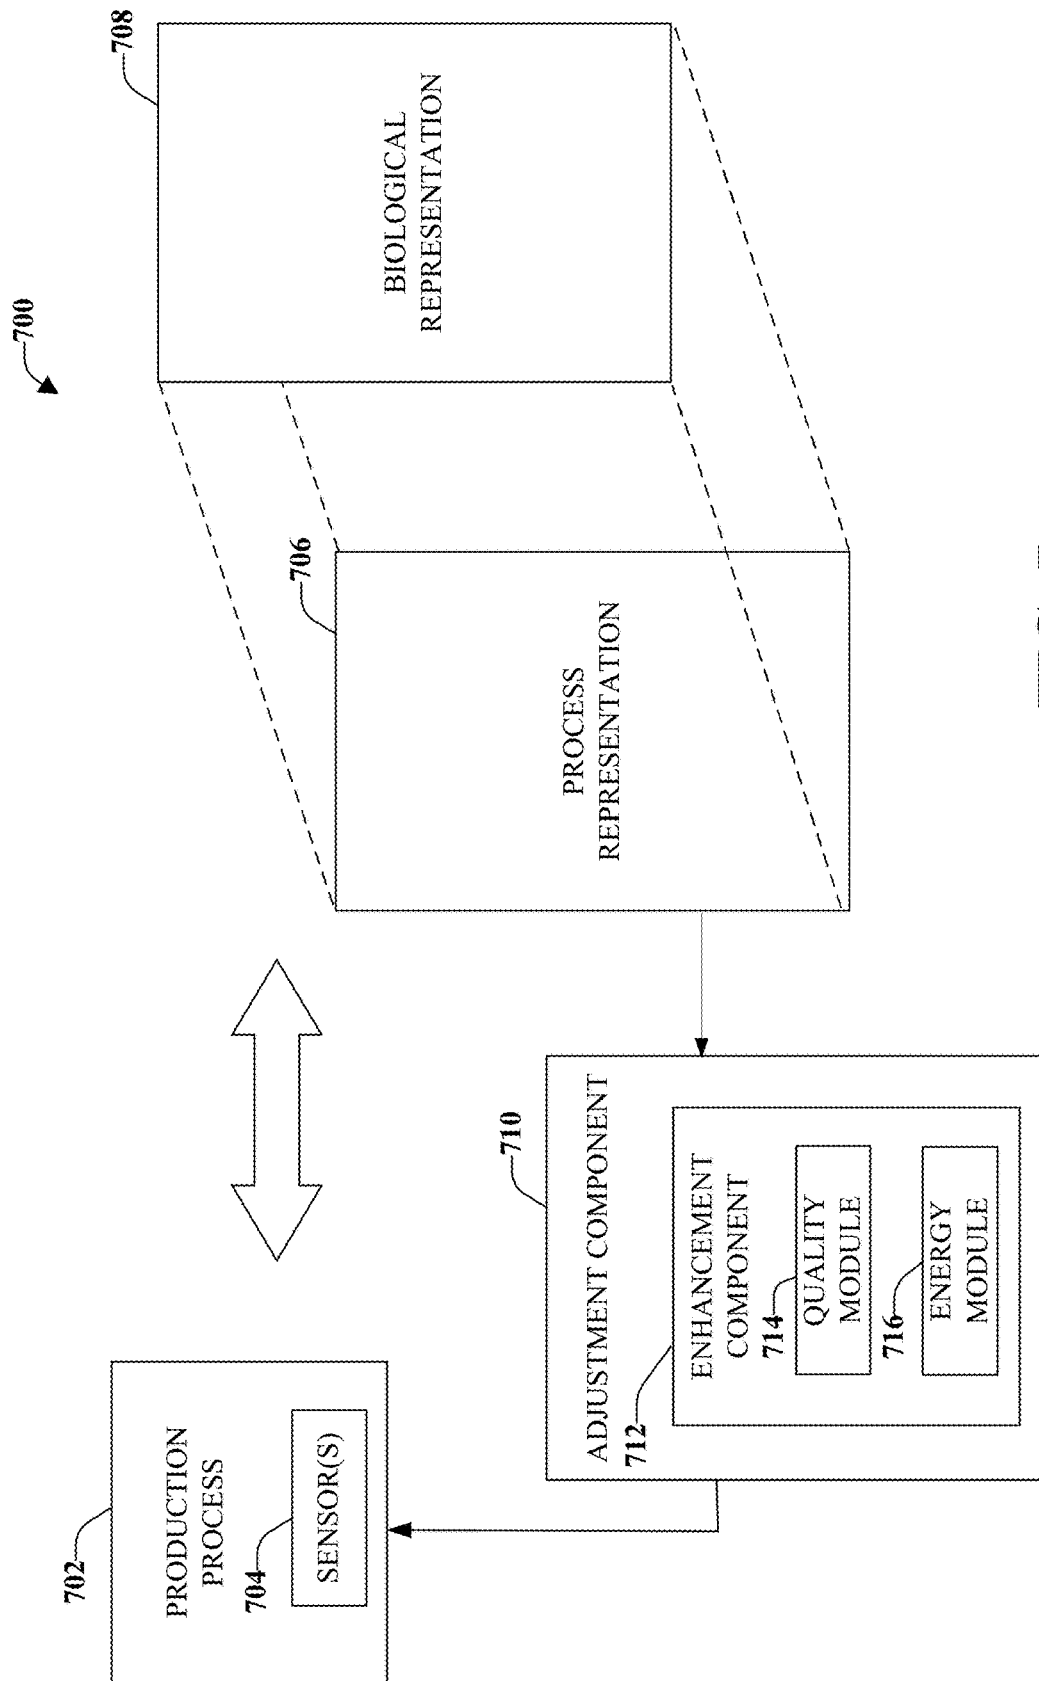 700
702
PRODUCTION
PROCESS
704
SENSOR(S)
706
PROCESS
REPRESENTATION
708
BIOLOGICAL
REPRESENTATION
710
ADJUSTMENT COMPONENT
712
ENHANCEMENT
COMPONENT
714
QUALITY
MODULE
716
ENERGY
MODULE